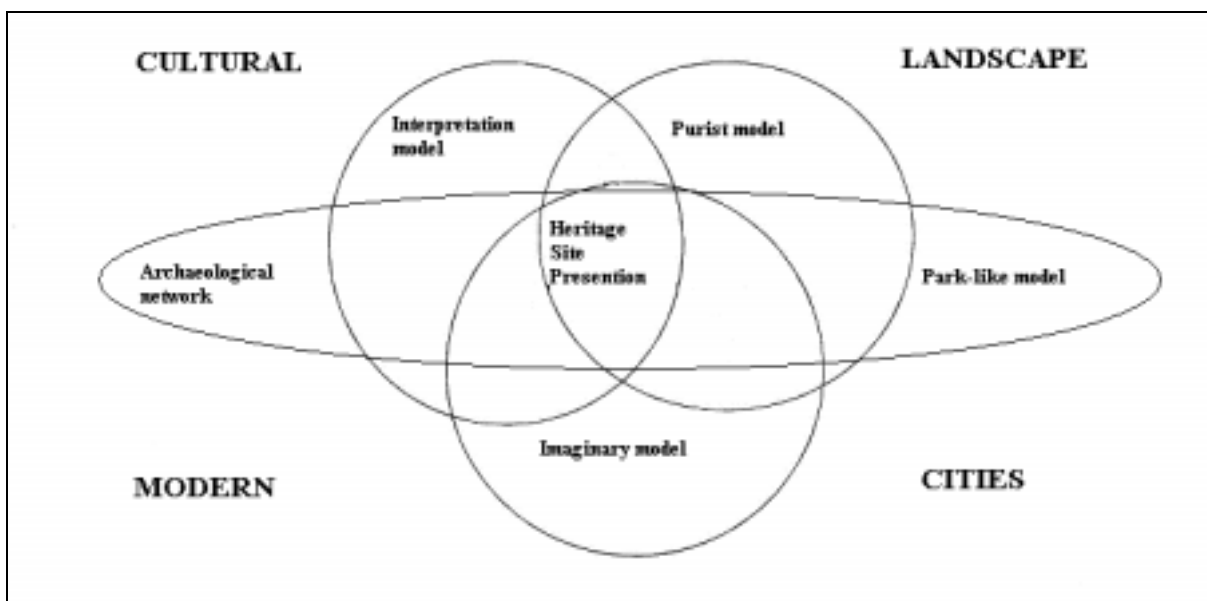 CULTURAL
LANDSCAPE
Interpretation
model
Purist model
Heritage
Site
Presention
Archaeological
network
Park-like model
Imaginary model
MODERN
CITIES